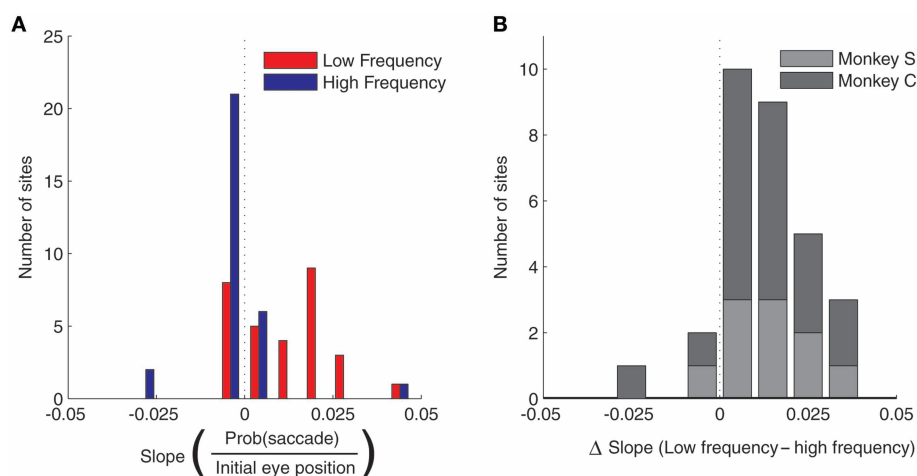 A
25
20
15
10
5
0
Number of sites
Low Frequency
High Frequency
-0.05
-0.025
0
0.025
0.05
Slope ( Prob(saccade)
Initial eye position )
B
10
8
6
4
2
0
Number of sites
Monkey S
Monkey C
-0.05
-0.025
0
0.025
0.05
Δ Slope (Low frequency – high frequency)